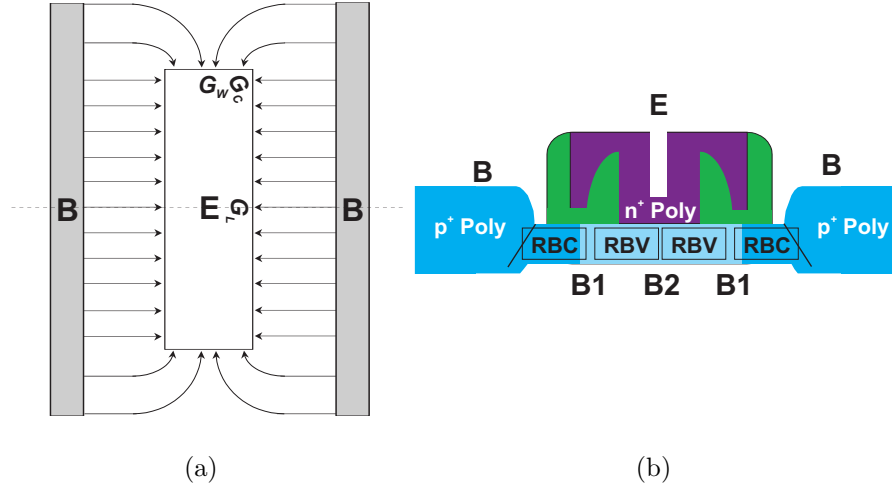 G_W G_C
B E G_L B
(a)
E
B B
n+ Poly
p+ Poly p+ Poly
RBC RBV RBV RBC
B1 B2 B1
(b)